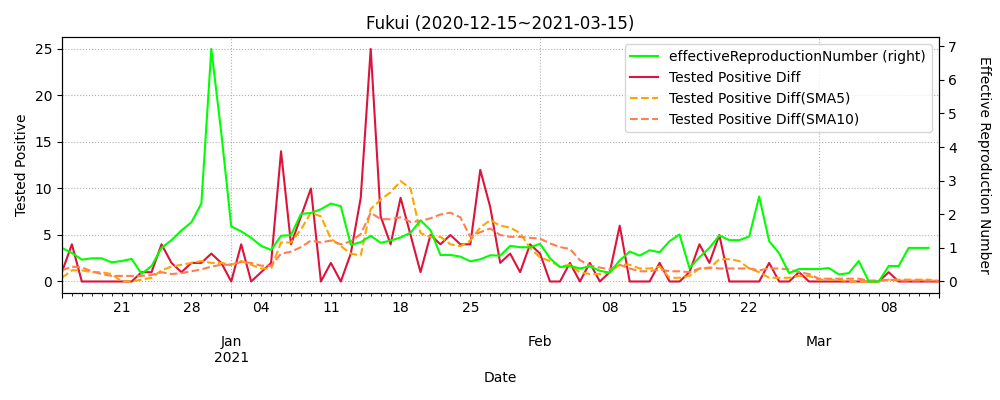 Fukui (2020-12-15~2021-03-15)
effectiveReproductionNumber (right)
Tested Positive Diff
Tested Positive Diff(SMA5)
Tested Positive Diff(SMA10)
Tested Positive
25
20
15
10
5
0
7
6
5
4
3
2
1
0
Effective Reproduction Number
21 28 04 11 18 25 08 15 22 08
Jan Feb Mar
2021
Date